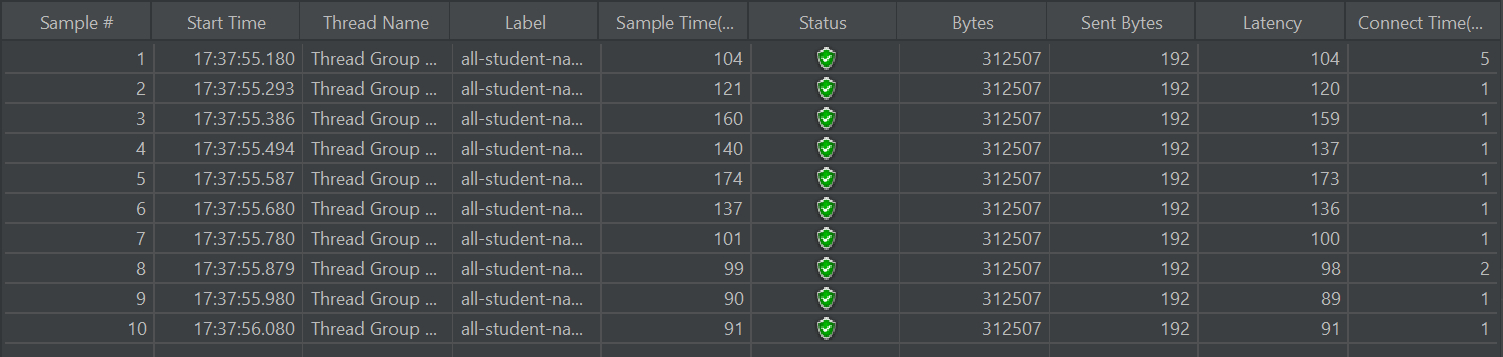 Sample # Start Time Thread Name Label Sample Time(... Status Bytes Sent Bytes Latency Connect Time(...
1 17:37:55.180 Thread Group ... all-student-na... 104 312507 192 104 5
2 17:37:55.293 Thread Group ... all-student-na... 121 312507 192 120 1
3 17:37:55.386 Thread Group ... all-student-na... 160 312507 192 159 1
4 17:37:55.494 Thread Group ... all-student-na... 140 312507 192 137 1
5 17:37:55.587 Thread Group ... all-student-na... 174 312507 192 173 1
6 17:37:55.680 Thread Group ... all-student-na... 137 312507 192 136 1
7 17:37:55.780 Thread Group ... all-student-na... 101 312507 192 100 1
8 17:37:55.879 Thread Group ... all-student-na... 99 312507 192 98 2
9 17:37:55.980 Thread Group ... all-student-na... 90 312507 192 89 1
10 17:37:56.080 Thread Group ... all-student-na... 91 312507 192 91 1